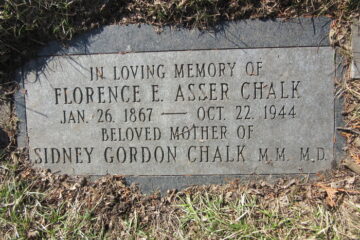 IN LOVING MEMORY OF
FLORENCE E. ASSER CHALK
JAN. 26, 1867 — OCT. 22, 1944
BELOVED MOTHER OF
SIDNEY GORDON CHALK M.M. M.D.